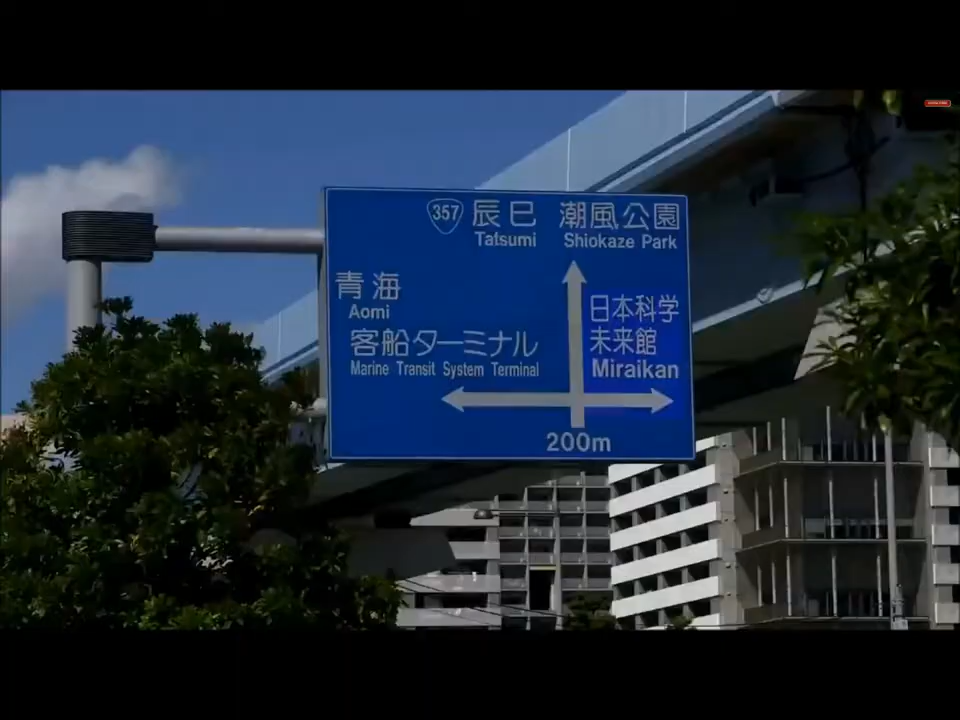 357 辰巳 潮風公園
Tatsumi Shiokaze Park
青海
Aomi
客船ターミナル
Marine Transit System Terminal
日本科学
未来館
Miraikan
200m